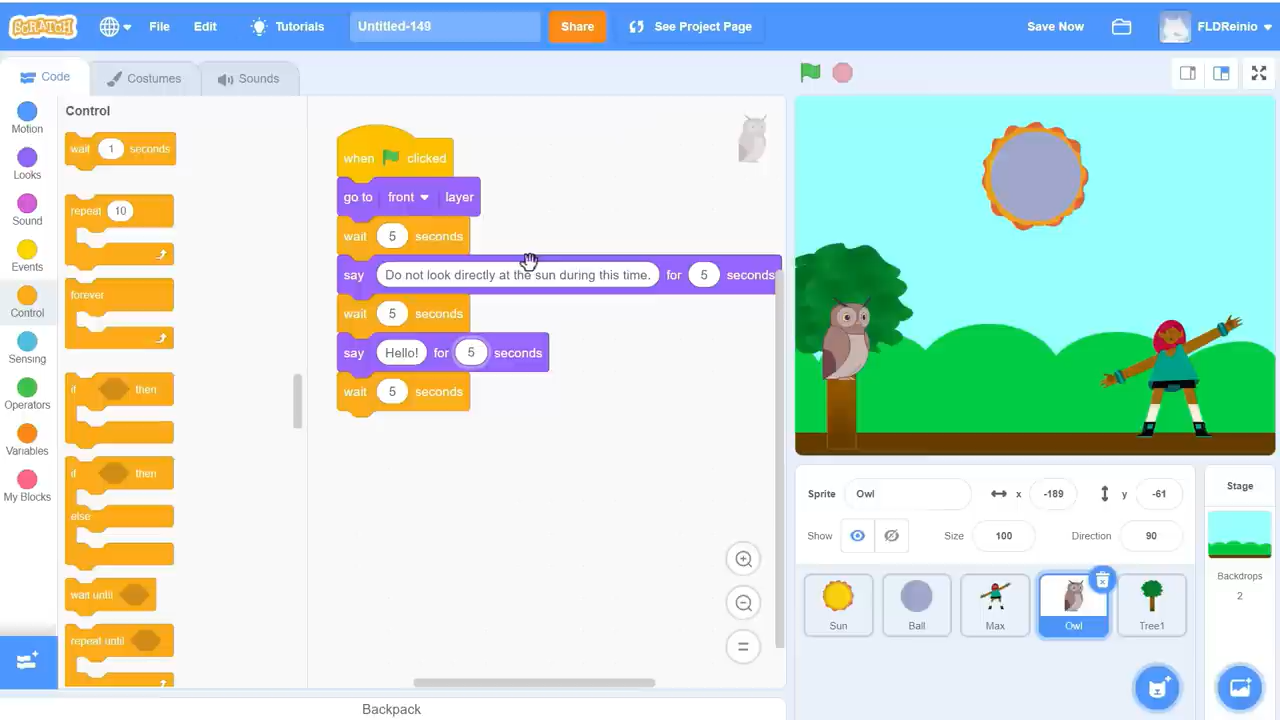 SCRATCH
File
Edit
Tutorials
Untitled-149
Share
See Project Page
Save Now
FLDReinio
Code
Costumes
Sounds
Motion
Looks
Sound
Events
Control
Sensing
Operators
Variables
My Blocks
Control
wait 1 seconds
repeat 10
forever
if then
if then
else
wait until
repeat until
when clicked
go to front layer
wait 5 seconds
say Do not look directly at the sun during this time. for 5 seconds
wait 5 seconds
say Hello! for 5 seconds
wait 5 seconds
Sprite Owl x -189 y -61
Show Size 100 Direction 90
Sun
Ball
Max
Owl
Tree1
Stage
Backdrops
2
Backpack